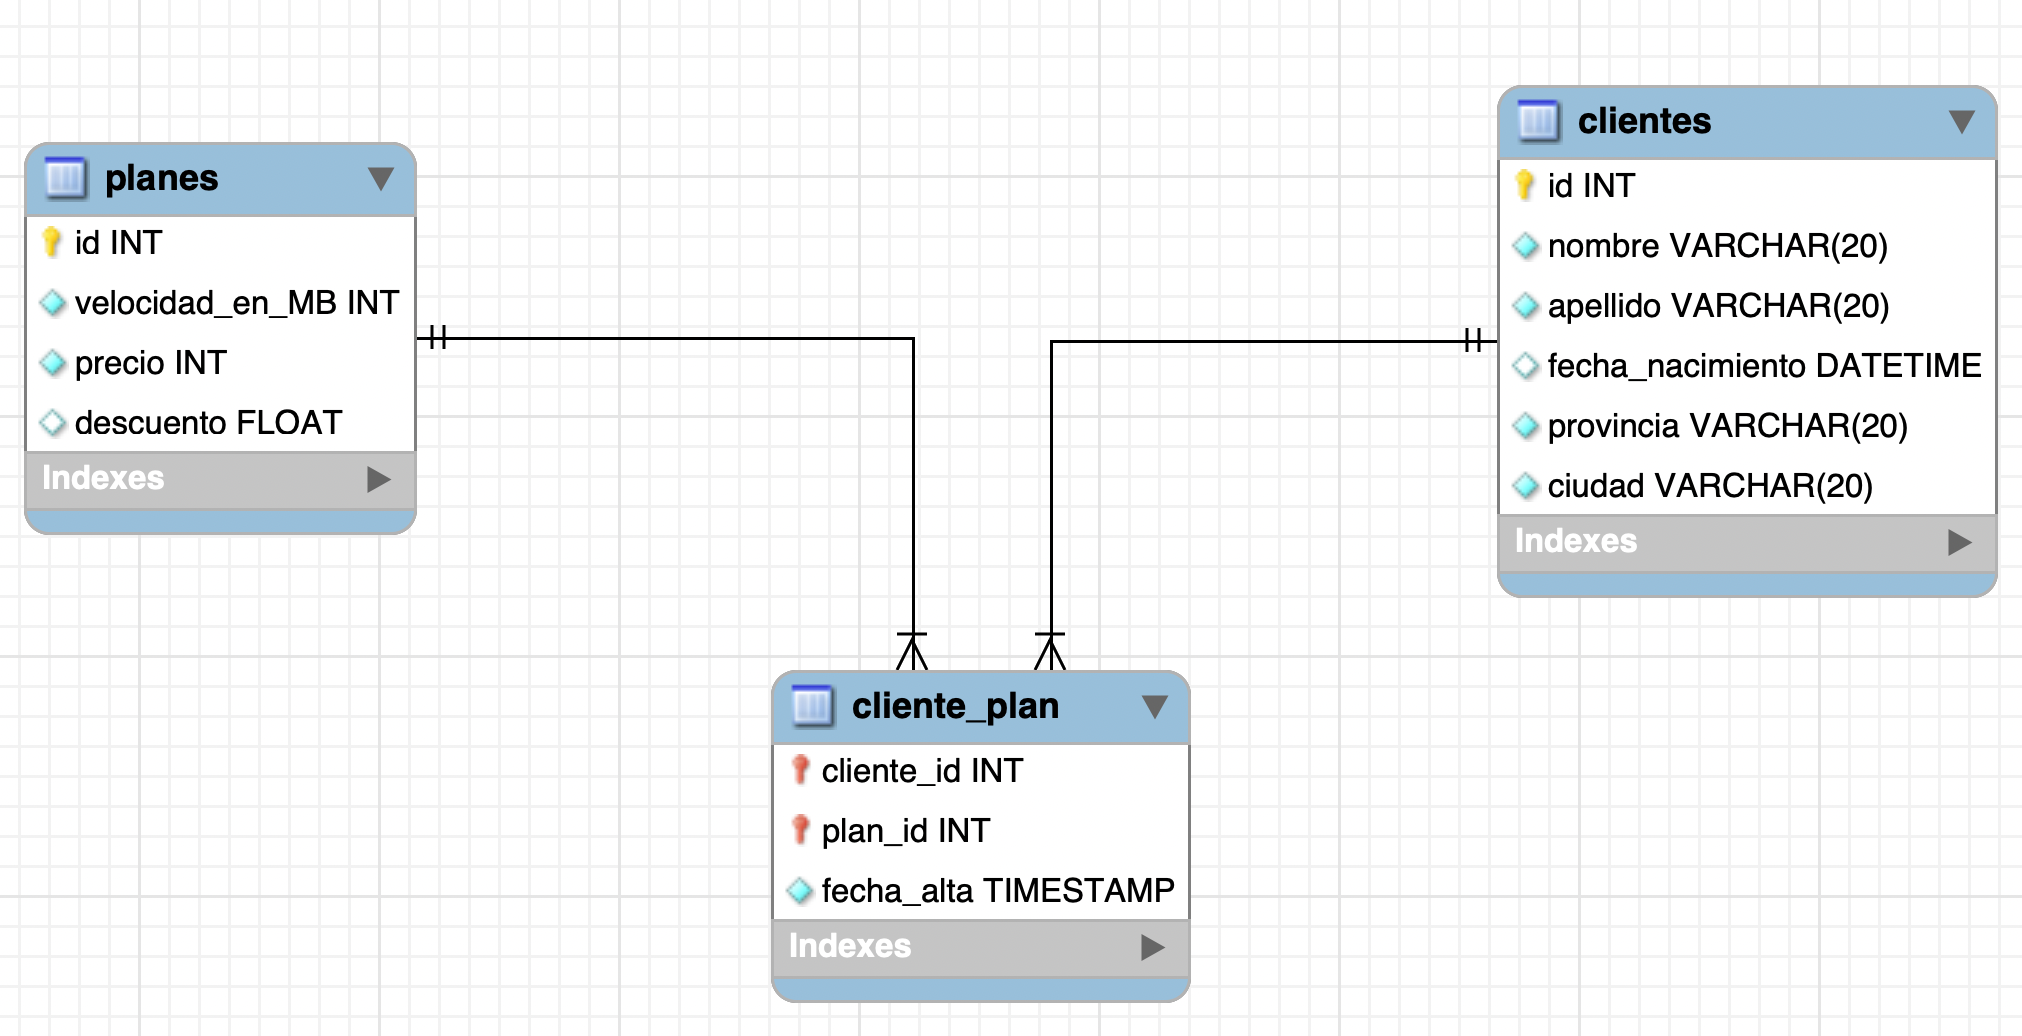 planes
id INT
velocidad_en_MB INT
precio INT
descuento FLOAT
Indexes
clientes
id INT
nombre VARCHAR(20)
apellido VARCHAR(20)
fecha_nacimiento DATETIME
provincia VARCHAR(20)
ciudad VARCHAR(20)
Indexes
cliente_plan
cliente_id INT
plan_id INT
fecha_alta TIMESTAMP
Indexes